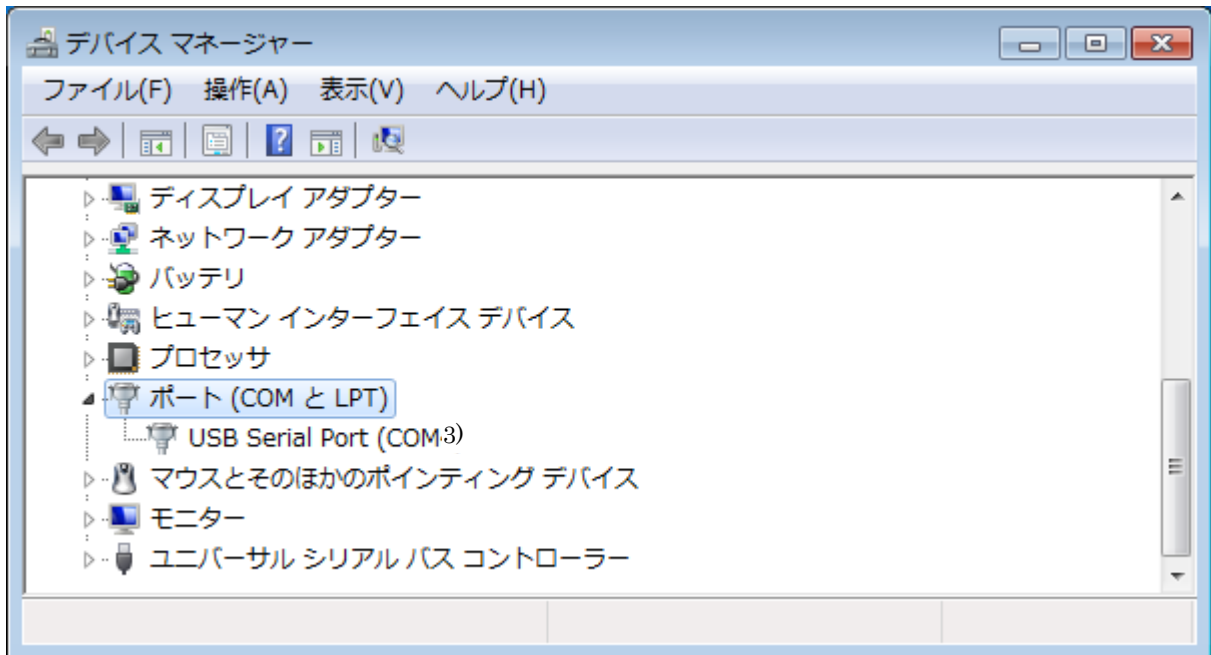 デバイス マネージャー
ファイル(F) 操作(A) 表示(V) ヘルプ(H)
ディスプレイ アダプター
ネットワーク アダプター
バッテリ
ヒューマン インターフェイス デバイス
プロセッサ
ポート (COM と LPT)
USB Serial Port (COM3)
マウスとそのほかのポインティング デバイス
モニター
ユニバーサル シリアル バス コントローラー